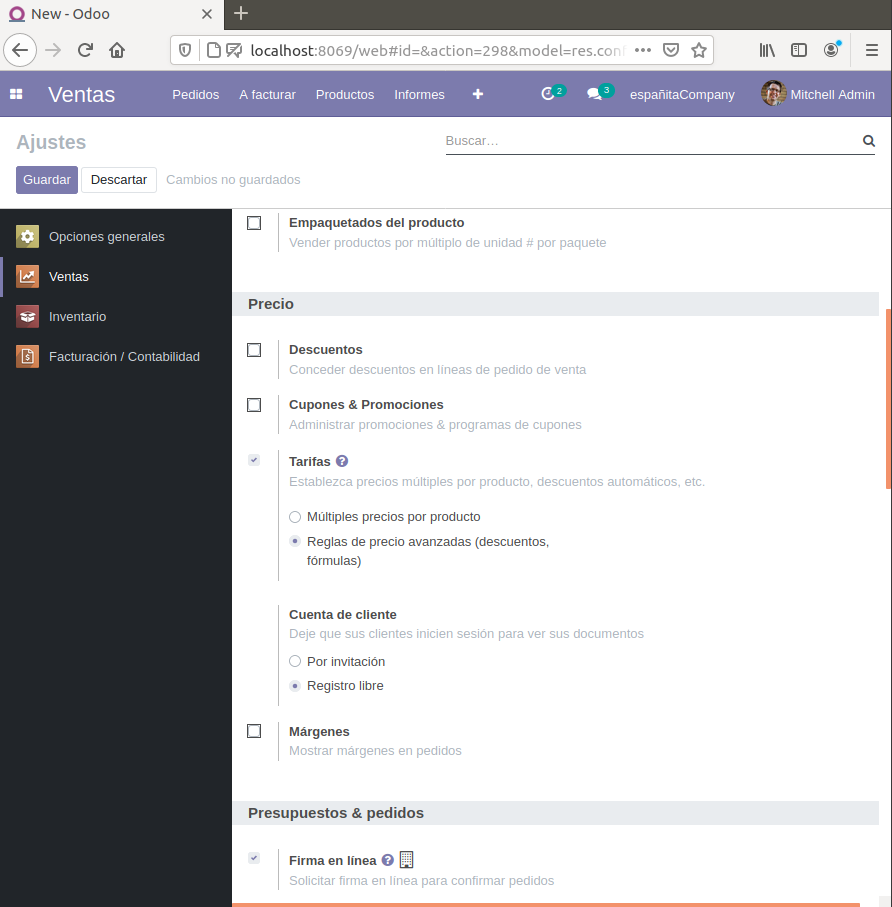 New - Odoo
localhost:8069/web#id=&action=298&model=res.conf
Ventas
Pedidos A facturar Productos Informes 2 3 españitaCompany Mitchell Admin
Ajustes
Buscar...
Guardar Descartar Cambios no guardados
Opciones generales
Ventas
Inventario
Facturación / Contabilidad
Empaquetados del producto
Vender productos por múltiplo de unidad # por paquete
Precio
Descuentos
Conceder descuentos en líneas de pedido de venta
Cupones & Promociones
Administrar promociones & programas de cupones
Tarifas ?
Establezca precios múltiples por producto, descuentos automáticos, etc.
Múltiples precios por producto
Reglas de precio avanzadas (descuentos,
fórmulas)
Cuenta de cliente
Deje que sus clientes inicien sesión para ver sus documentos
Por invitación
Registro libre
Márgenes
Mostrar márgenes en pedidos
Presupuestos & pedidos
Firma en línea ?
Solicitar firma en línea para confirmar pedidos